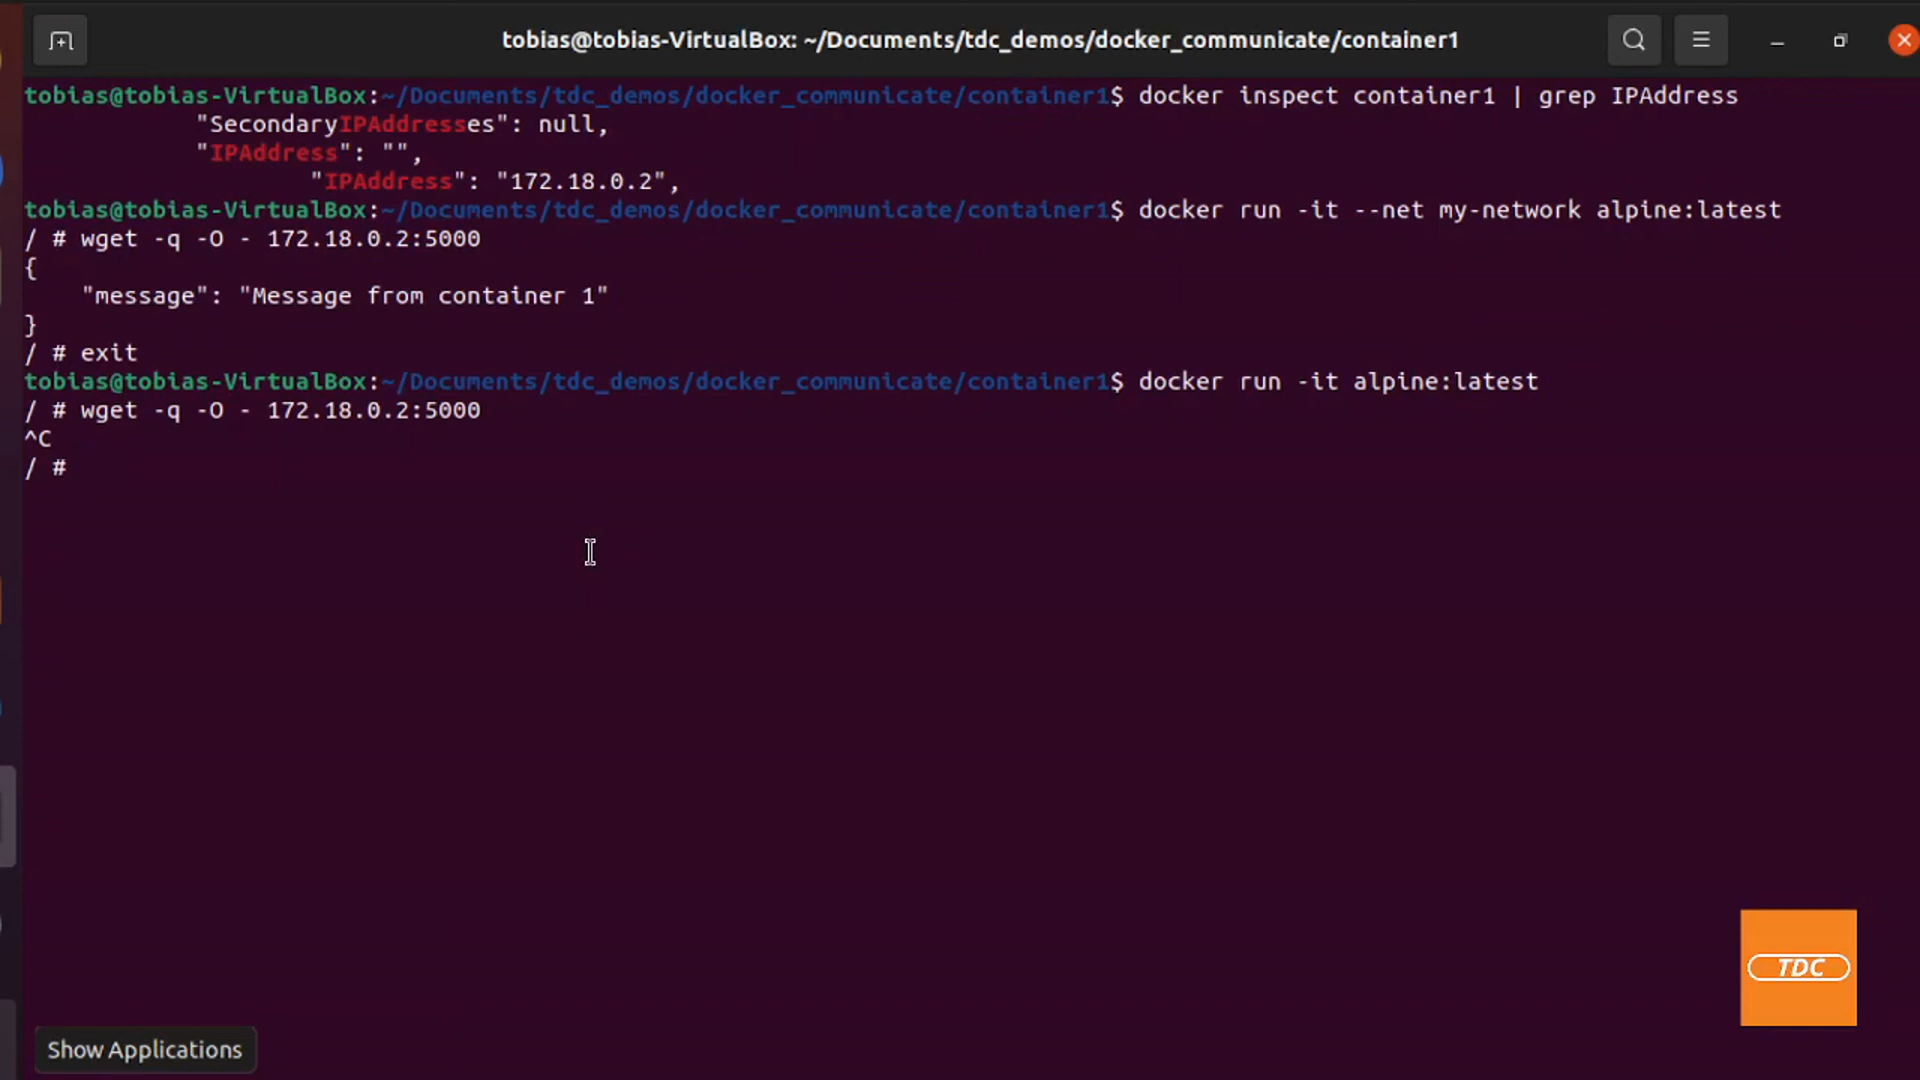 tobias@tobias-VirtualBox: ~/Documents/tdc_demos/docker_communicate/container1
tobias@tobias-VirtualBox:~/Documents/tdc_demos/docker_communicate/container1$ docker inspect container1 | grep IPAddress
            "SecondaryIPAddresses": null,
            "IPAddress": "",
                    "IPAddress": "172.18.0.2",
tobias@tobias-VirtualBox:~/Documents/tdc_demos/docker_communicate/container1$ docker run -it --net my-network alpine:latest
/ # wget -q -O - 172.18.0.2:5000
{
    "message": "Message from container 1"
}
/ # exit
tobias@tobias-VirtualBox:~/Documents/tdc_demos/docker_communicate/container1$ docker run -it alpine:latest
/ # wget -q -O - 172.18.0.2:5000
^C
/ #
TDC
Show Applications